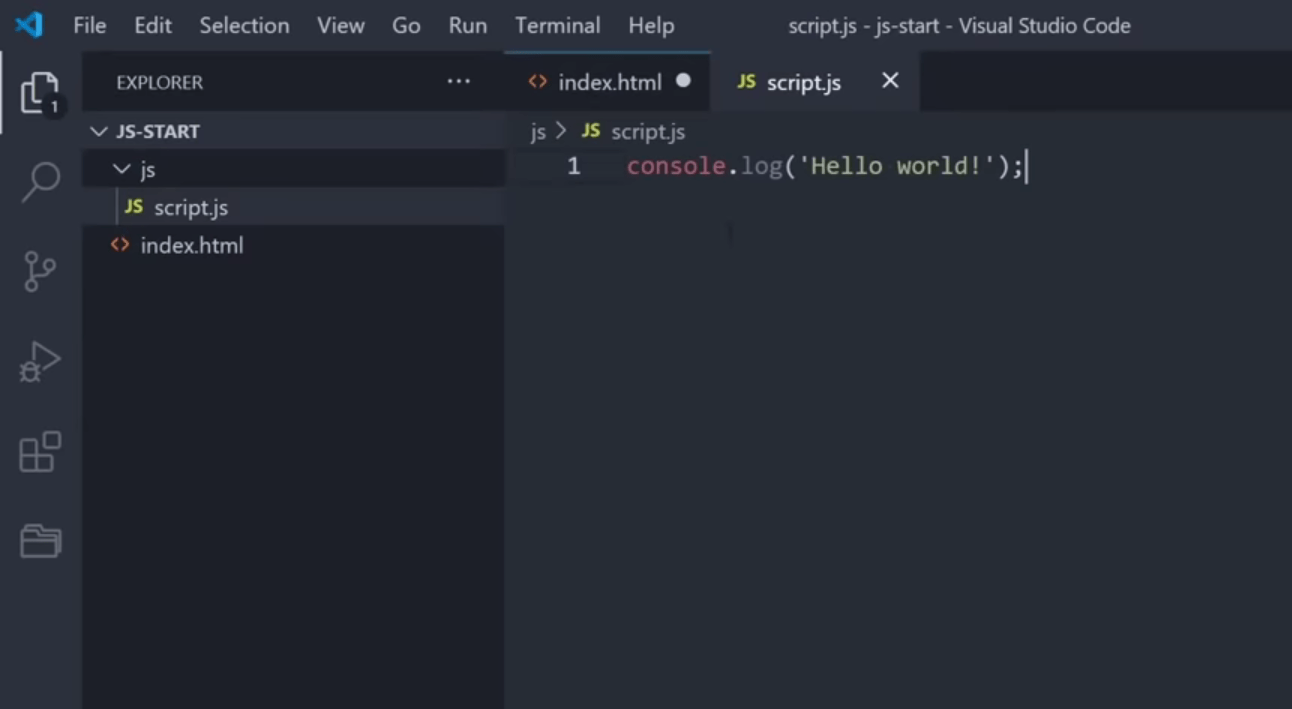 File Edit Selection View Go Run Terminal Help script.js - js-start - Visual Studio Code
EXPLORER ··· <> index.html JS script.js
1
JS-START
js > JS script.js
js
1 console.log('Hello world!');
JS script.js
<> index.html